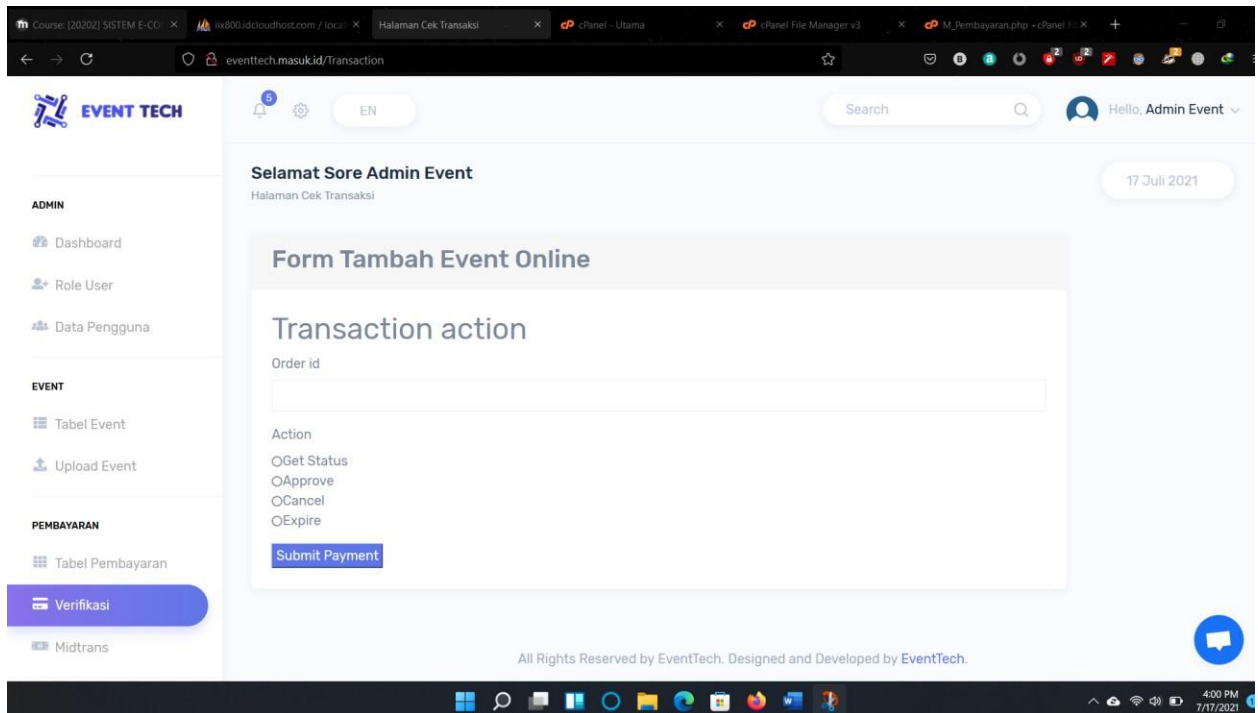 Course: [20202] SISTEM E-CO
iix800.idcloudhost.com / local
Halaman Cek Transaksi
cPanel - Utama
cPanel File Manager v3
M_Pembayaran.php - cPanel Fi
eventtech.masuk.id/Transaction
EVENT TECH
5
EN
Search
Hello, Admin Event
Selamat Sore Admin Event
Halaman Cek Transaksi
17 Juli 2021
ADMIN
Dashboard
Role User
Data Pengguna
EVENT
Tabel Event
Upload Event
PEMBAYARAN
Tabel Pembayaran
Verifikasi
Midtrans
Form Tambah Event Online
Transaction action
Order id
Action
Get Status
Approve
Cancel
Expire
Submit Payment
All Rights Reserved by EventTech. Designed and Developed by EventTech.
4:00 PM
7/17/2021